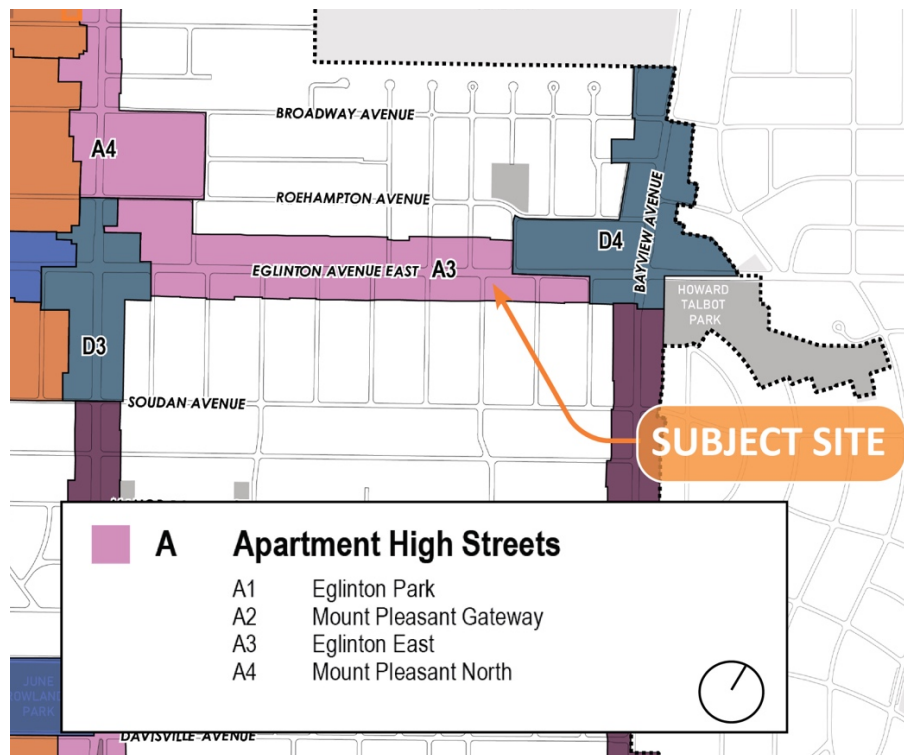 BROADWAY AVENUE
A4
ROEHAMPTON AVENUE
D4
BAYVIEW AVENUE
EGLINTON AVENUE EAST
A3
HOWARD
TALBOT
PARK
D3
SOUDAN AVENUE
SUBJECT SITE
A Apartment High Streets
A1 Eglinton Park
A2 Mount Pleasant Gateway
A3 Eglinton East
A4 Mount Pleasant North
JUNE
PARK
DAVISVILLE AVENUE